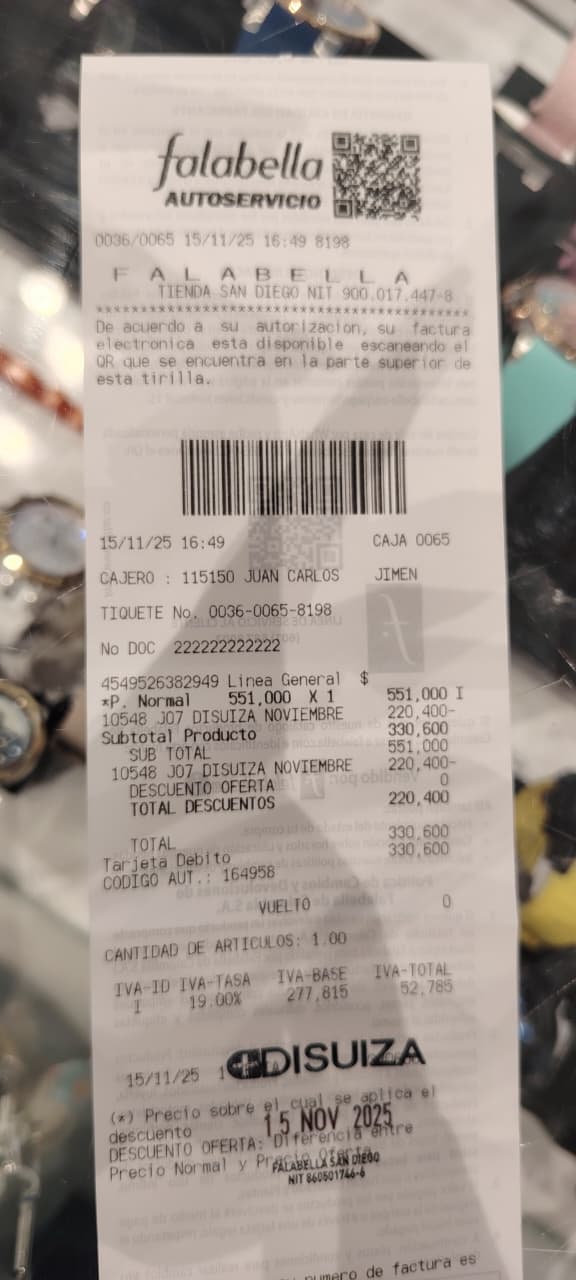 falabella
AUTOSERVICIO
0036/0065 15/11/25 16:49 8198
F A L A B E L L A
TIENDA SAN DIEGO NIT 900.017.447-8
****************************************
De acuerdo a su autorizacion, su factura
electronica esta disponible escaneando el
QR que se encuentra en la parte superior de
esta tirilla.
15/11/25 16:49 CAJA 0065
CAJERO : 115150 JUAN CARLOS JIMEN
TIQUETE No. 0036-0065-8198
No DOC 222222222222
4549526382949 Linea General $
*P. Normal 551,000 X 1 551,000 I
10548 J07 DISUIZA NOVIEMBRE 220,400-
Subtotal Producto 330,600
SUB TOTAL 551,000
10548 J07 DISUIZA NOVIEMBRE 220,400-
DESCUENTO OFERTA 0
TOTAL DESCUENTOS 220,400
TOTAL 330,600
Tarjeta Debito 330,600
CODIGO AUT.: 164958
VUELTO 0
CANTIDAD DE ARTICULOS: 1.00
IVA-ID IVA-TASA IVA-BASE IVA-TOTAL
I 19.00% 277,815 52,785
15/11/25
DISUIZA
(*) Precio sobre el cual se aplica el
descuento
15 NOV 2025
DESCUENTO OFERTA: Diferencia entre
Precio Normal y Precio Oferta
FALABELLA SAN DIEGO
NIT 860501746-6
numero de factura es